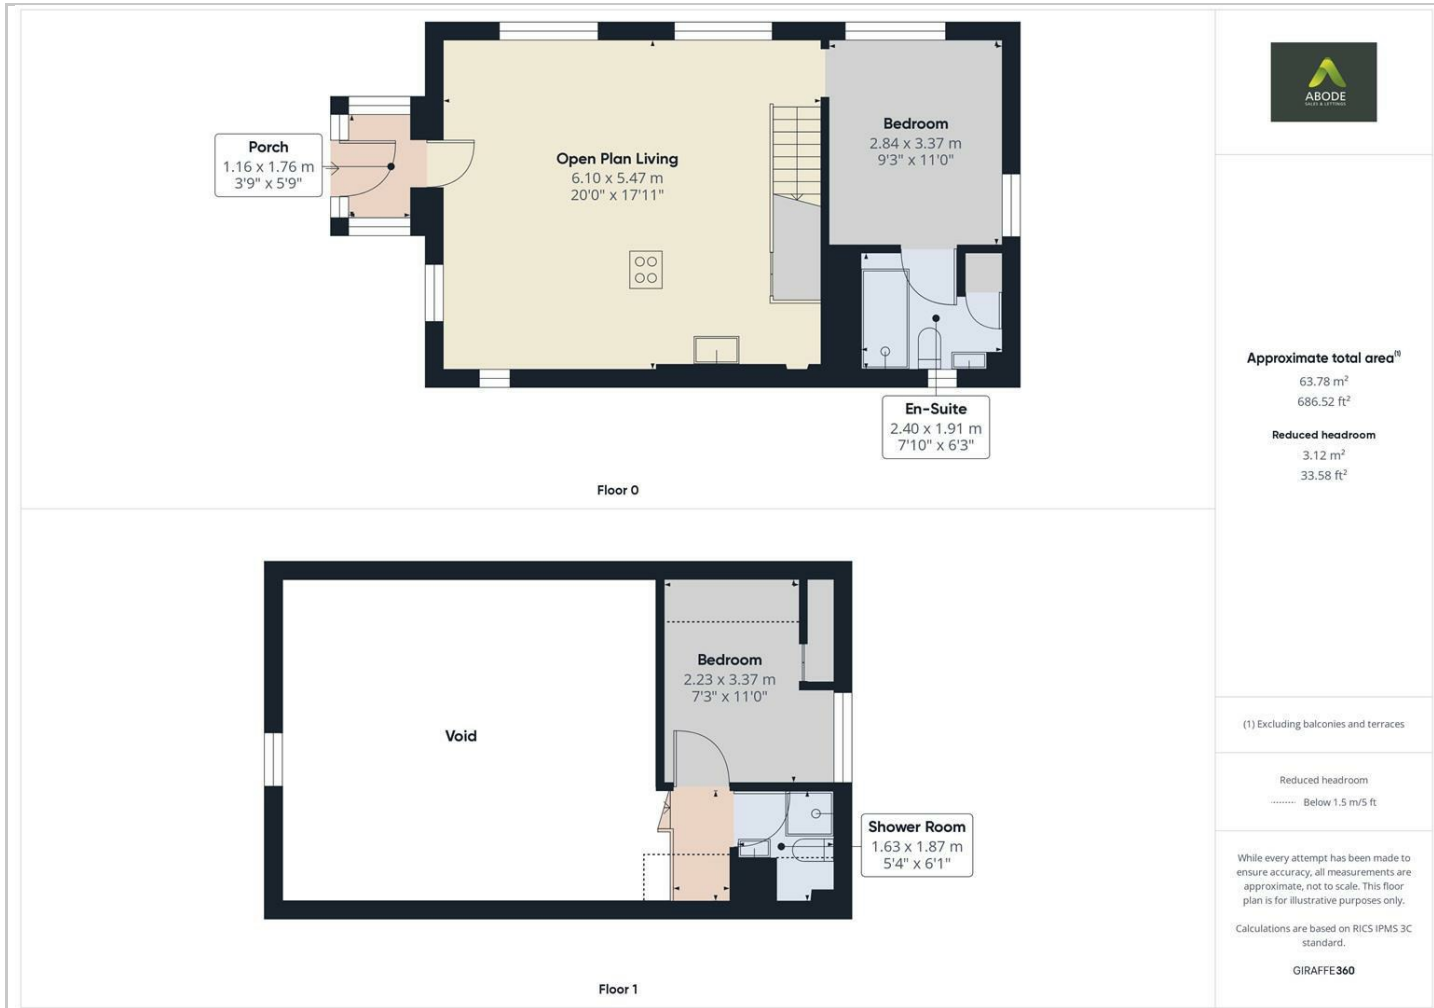 Porch
1.16 x 1.76 m
3'9" x 5'9"
Open Plan Living
6.10 x 5.47 m
20'0" x 17'11"
Bedroom
2.84 x 3.37 m
9'3" x 11'0"
En-Suite
2.40 x 1.91 m
7'10" x 6'3"
Floor 0
Void
Bedroom
2.23 x 3.37 m
7'3" x 11'0"
Shower Room
1.63 x 1.87 m
5'4" x 6'1"
Floor 1
ABODE
SALES & LETTINGS
Approximate total area(1)
63.78 m²
686.52 ft²
Reduced headroom
3.12 m²
33.58 ft²
(1) Excluding balconies and terraces
Reduced headroom
Below 1.5 m/5 ft
While every attempt has been made to
ensure accuracy, all measurements are
approximate, not to scale. This floor
plan is for illustrative purposes only.
Calculations are based on RICS IPMS 3C
standard.
GIRAFFE360